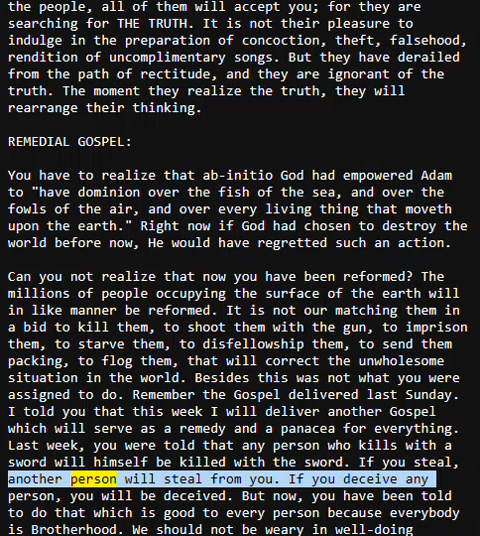 the people, all of them will accept you; for they are
searching for THE TRUTH. It is not their pleasure to
indulge in the preparation of concoction, theft, falsehood,
rendition of uncomplimentary songs. But they have derailed
from the path of rectitude, and they are ignorant of the
truth. The moment they realize the truth, they will
rearrange their thinking.

REMEDIAL GOSPEL:

You have to realize that ab-initio God had empowered Adam
to "have dominion over the fish of the sea, and over the
fowls of the air, and over every living thing that moveth
upon the earth." Right now if God had chosen to destroy the
world before now, He would have regretted such an action.

Can you not realize that now you have been reformed? The
millions of people occupying the surface of the earth will
in like manner be reformed. It is not our matching them in
a bid to kill them, to shoot them with the gun, to imprison
them, to starve them, to disfellowship them, to send them
packing, to flog them, that will correct the unwholesome
situation in the world. Besides this was not what you were
assigned to do. Remember the Gospel delivered last Sunday.
I told you that this week I will deliver another Gospel
which will serve as a remedy and a panacea for everything.
Last week, you were told that any person who kills with a
sword will himself be killed with the sword. If you steal,
another person will steal from you. If you deceive any
person, you will be deceived. But now, you have been told
to do that which is good to every person because everybody
is Brotherhood. We should not be weary in well-doing